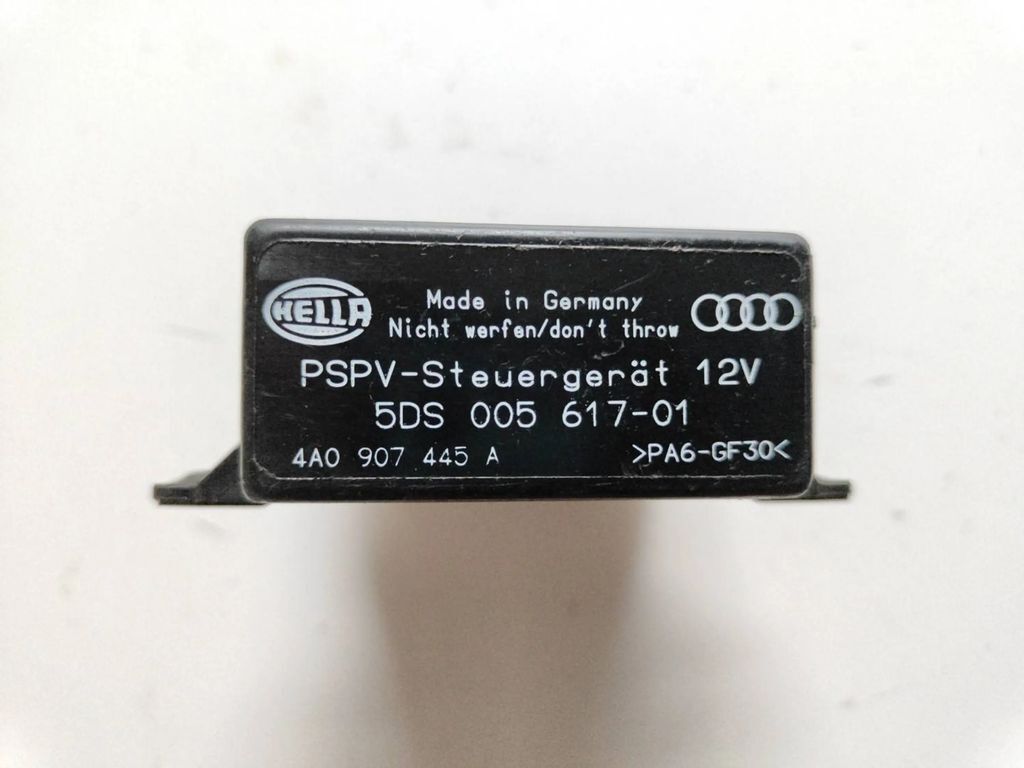 HELLA
Made in Germany
Nicht werfen/don't throw
PSPV-Steuergerät 12V
5DS 005 617-01
4A0 907 445 A >PA6-GF30<